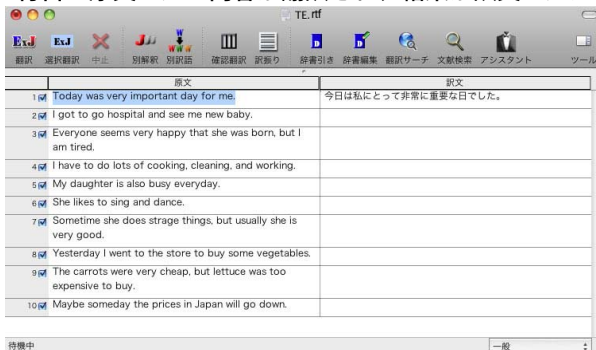 TE.rtf
翻訳 選択翻訳 中止 別解釈 別訳語 確認翻訳 訳振り 辞書引き 辞書編集 翻訳サーチ 文献検索 アシスタント ツール
原文 訳文
1 Today was very important day for me. 今日は私にとって非常に重要な日でした。
2 I got to go hospital and see me new baby.
3 Everyone seems very happy that she was born, but I
am tired.
4 I have to do lots of cooking, cleaning, and working.
5 My daughter is also busy everyday.
6 She likes to sing and dance.
7 Sometime she does strage things, but usually she is
very good.
8 Yesterday I went to the store to buy some vegetables.
9 The carrots were very cheap, but lettuce was too
expensive to buy.
10 Maybe someday the prices in Japan will go down.
待機中 一般